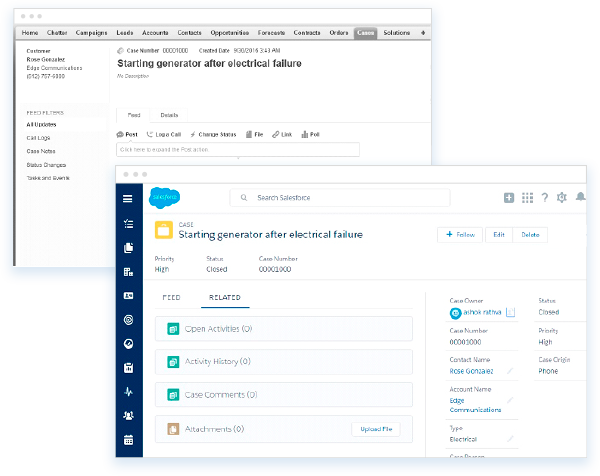 Home Chatter Campaigns Leads Accounts Contacts Opportunities Forecasts Contracts Orders Cases Solutions +
Customer
Rose Gonzalez
Edge Communications
(512) 757-6000
Case Number 00001000 Created Date 9/30/2016 3:43 AM
Starting generator after electrical failure
No Description
FEED FILTERS
All Updates
Call Logs
Case Notes
Status Changes
Tasks and Events
Feed Details
Post Log a Call Change Status File Link Poll
Click here to expand the Post action
salesforce
Search Salesforce
CASE
Starting generator after electrical failure
+ Follow Edit Delete
Priority Status Case Number
High Closed 00001000
FEED RELATED
Open Activities (0)
Activity History (0)
Case Comments (0)
Attachments (0) Upload File
Case Owner Status
ashok rathva Closed
Case Number Priority
00001000 High
Contact Name Case Origin
Rose Gonzalez Phone
Account Name
Edge
Communications
Type
Electrical
Case Reason